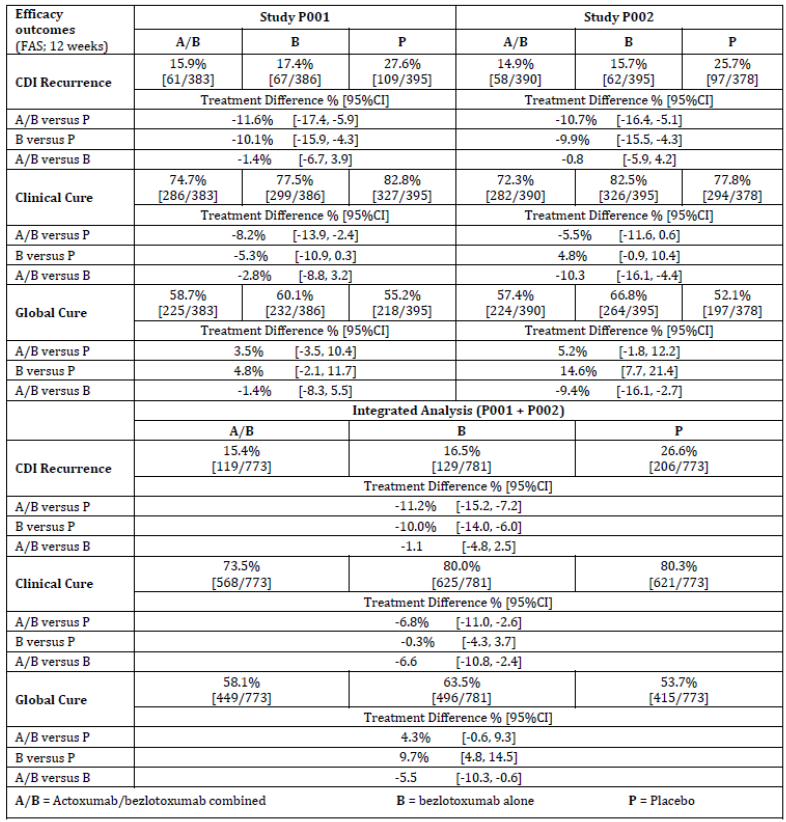 Efficacy outcomes (FAS; 12 weeks) Study P001 Study P002
A/B B P A/B B P
CDI Recurrence 15.9% [61/383] 17.4% [67/386] 27.6% [109/395] 14.9% [58/390] 15.7% [62/395] 25.7% [97/378]
Treatment Difference % [95%CI] Treatment Difference % [95%CI]
A/B versus P -11.6% [-17.4, -5.9] -10.7% [-16.4, -5.1]
B versus P -10.1% [-15.9, -4.3] -9.9% [-15.5, -4.3]
A/B versus B -1.4% [-6.7, 3.9] -0.8 [-5.9, 4.2]
Clinical Cure 74.7% [286/383] 77.5% [299/386] 82.8% [327/395] 72.3% [282/390] 82.5% [326/395] 77.8% [294/378]
Treatment Difference % [95%CI] Treatment Difference % [95%CI]
A/B versus P -8.2% [-13.9, -2.4] -5.5% [-11.6, 0.6]
B versus P -5.3% [-10.9, 0.3] 4.8% [-0.9, 10.4]
A/B versus B -2.8% [-8.8, 3.2] -10.3 [-16.1, -4.4]
Global Cure 58.7% [225/383] 60.1% [232/386] 55.2% [218/395] 57.4% [224/390] 66.8% [264/395] 52.1% [197/378]
Treatment Difference % [95%CI] Treatment Difference % [95%CI]
A/B versus P 3.5% [-3.5, 10.4] 5.2% [-1.8, 12.2]
B versus P 4.8% [-2.1, 11.7] 14.6% [7.7, 21.4]
A/B versus B -1.4% [-8.3, 5.5] -9.4% [-16.1, -2.7]
Integrated Analysis (P001 + P002)
A/B B P
CDI Recurrence 15.4% [119/773] 16.5% [129/781] 26.6% [206/773]
Treatment Difference % [95%CI]
A/B versus P -11.2% [-15.2, -7.2]
B versus P -10.0% [-14.0, -6.0]
A/B versus B -1.1 [-4.8, 2.5]
Clinical Cure 73.5% [568/773] 80.0% [625/781] 80.3% [621/773]
Treatment Difference % [95%CI]
A/B versus P -6.8% [-11.0, -2.6]
B versus P -0.3% [-4.3, 3.7]
A/B versus B -6.6 [-10.8, -2.4]
Global Cure 58.1% [449/773] 63.5% [496/781] 53.7% [415/773]
Treatment Difference % [95%CI]
A/B versus P 4.3% [-0.6, 9.3]
B versus P 9.7% [4.8, 14.5]
A/B versus B -5.5 [-10.3, -0.6]
A/B = Actoxumab/bezlotoxumab combined B = bezlotoxumab alone P = Placebo